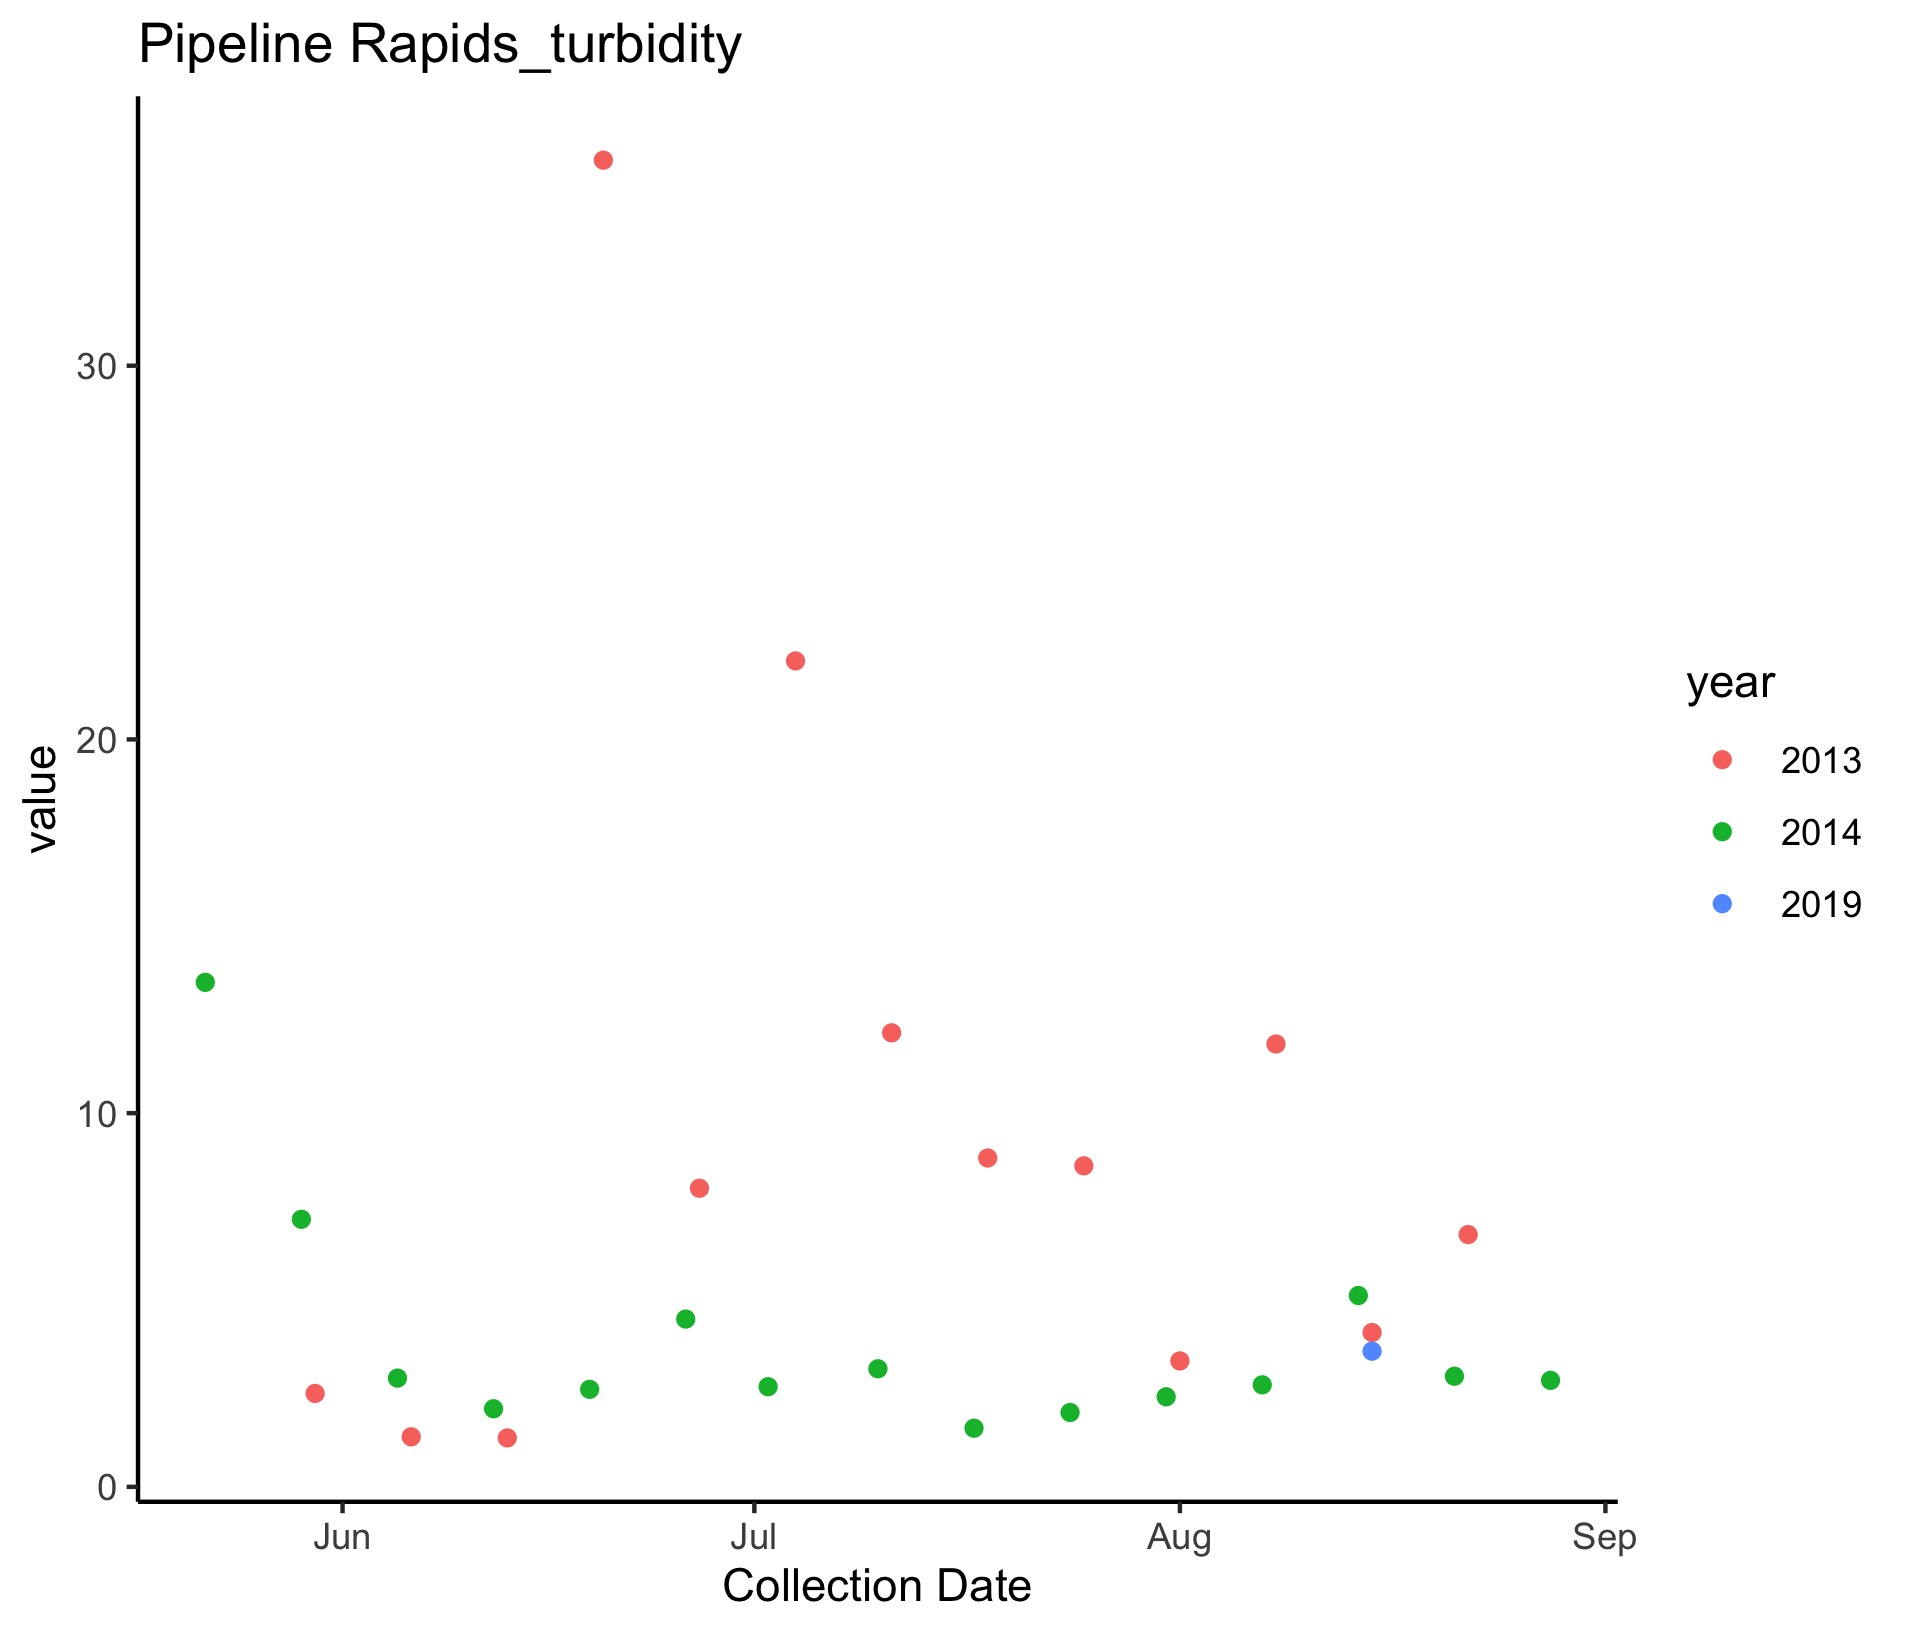 Pipeline Rapids_turbidity
value
30
20
10
0
Jun Jul Aug Sep
Collection Date
year
2013
2014
2019